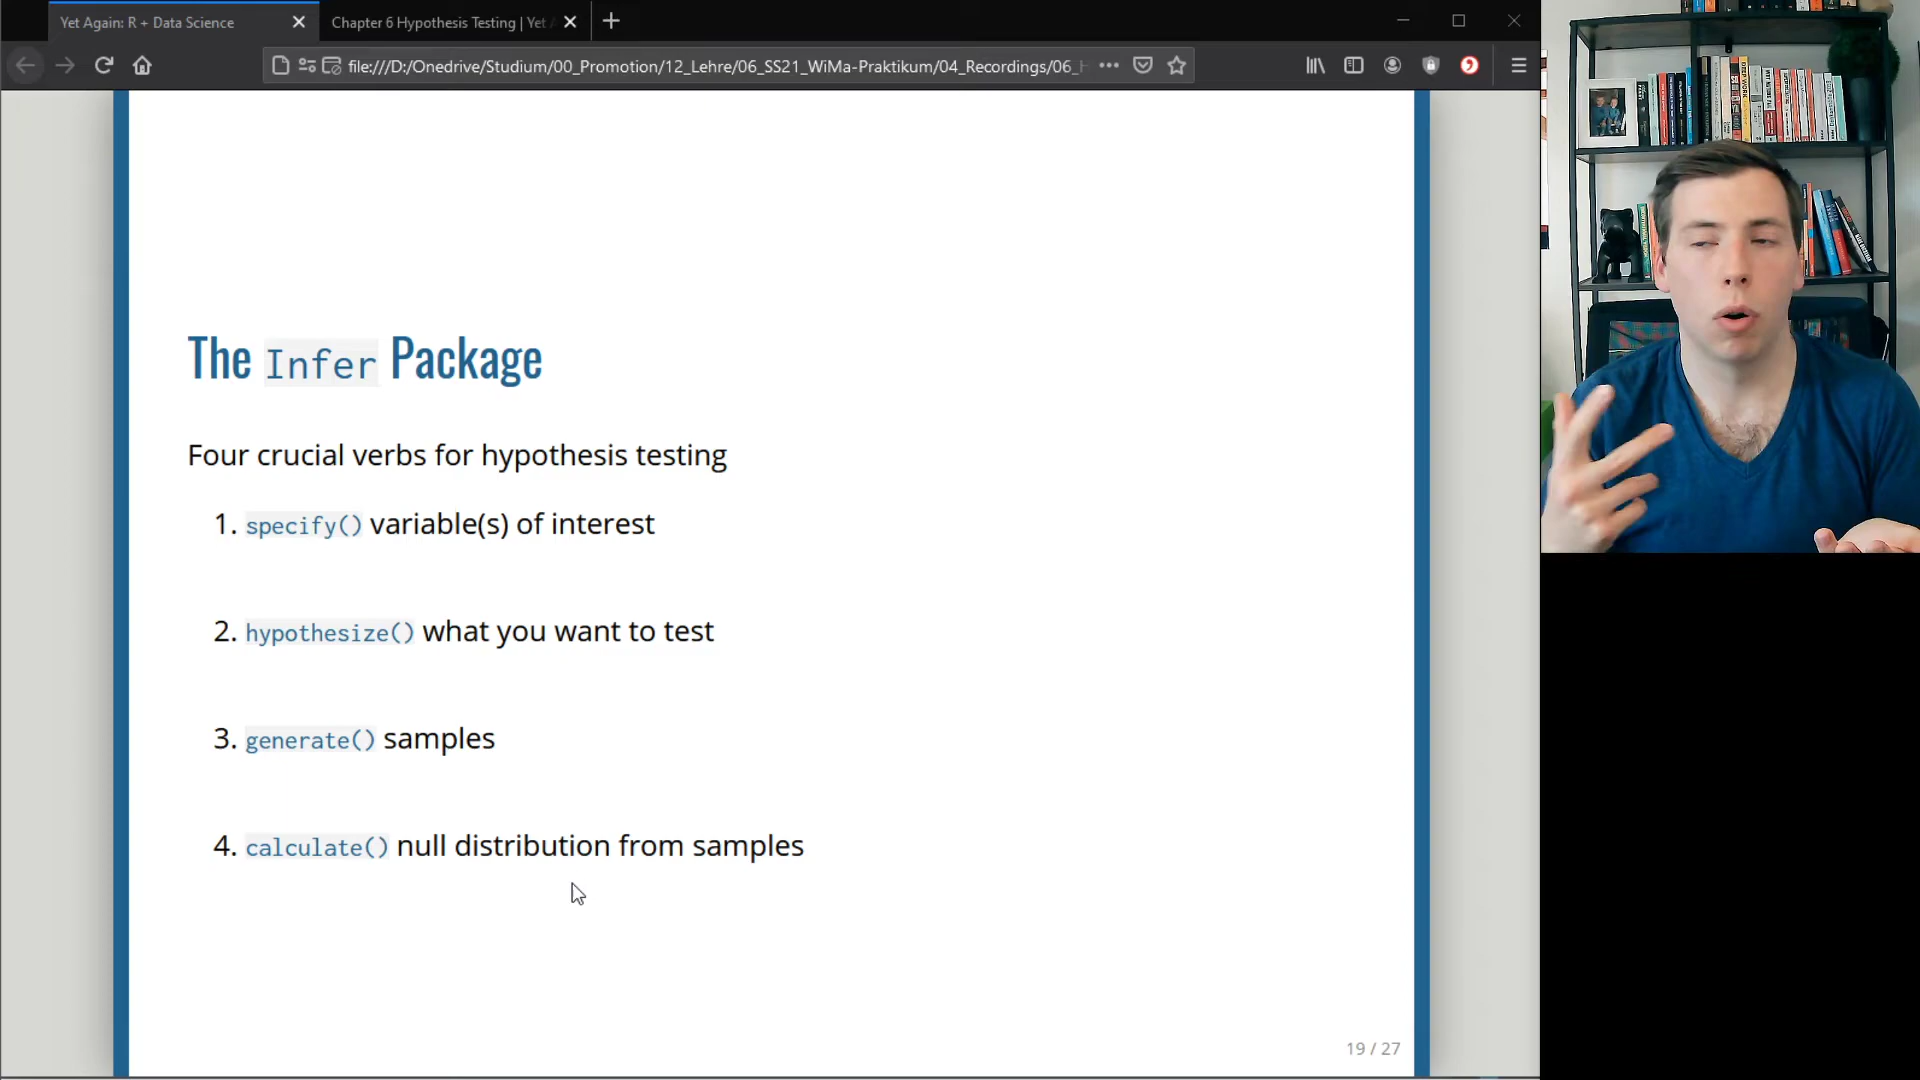 Yet Again: R + Data Science
Chapter 6 Hypothesis Testing | Yet A
file:///D:/Onedrive/Studium/00_Promotion/12_Lehre/06_SS21_WiMa-Praktikum/04_Recordings/06_H
The Infer Package
Four crucial verbs for hypothesis testing
1. specify() variable(s) of interest
2. hypothesize() what you want to test
3. generate() samples
4. calculate() null distribution from samples
19 / 27